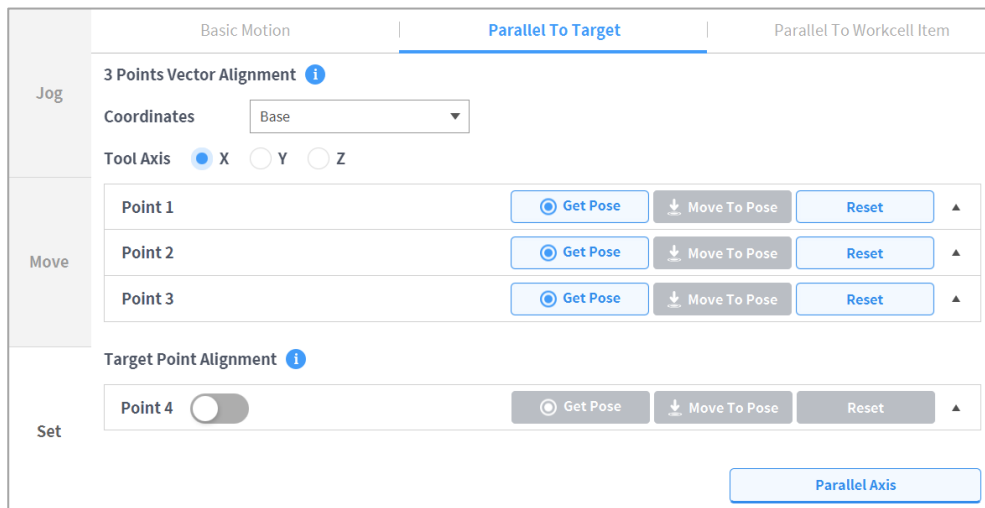 Basic Motion
Parallel To Target
Parallel To Workcell Item
Jog
Move
Set
3 Points Vector Alignment i
Coordinates Base
Tool Axis X Y Z
Point 1 Get Pose Move To Pose Reset
Point 2 Get Pose Move To Pose Reset
Point 3 Get Pose Move To Pose Reset
Target Point Alignment i
Point 4 Get Pose Move To Pose Reset
Parallel Axis